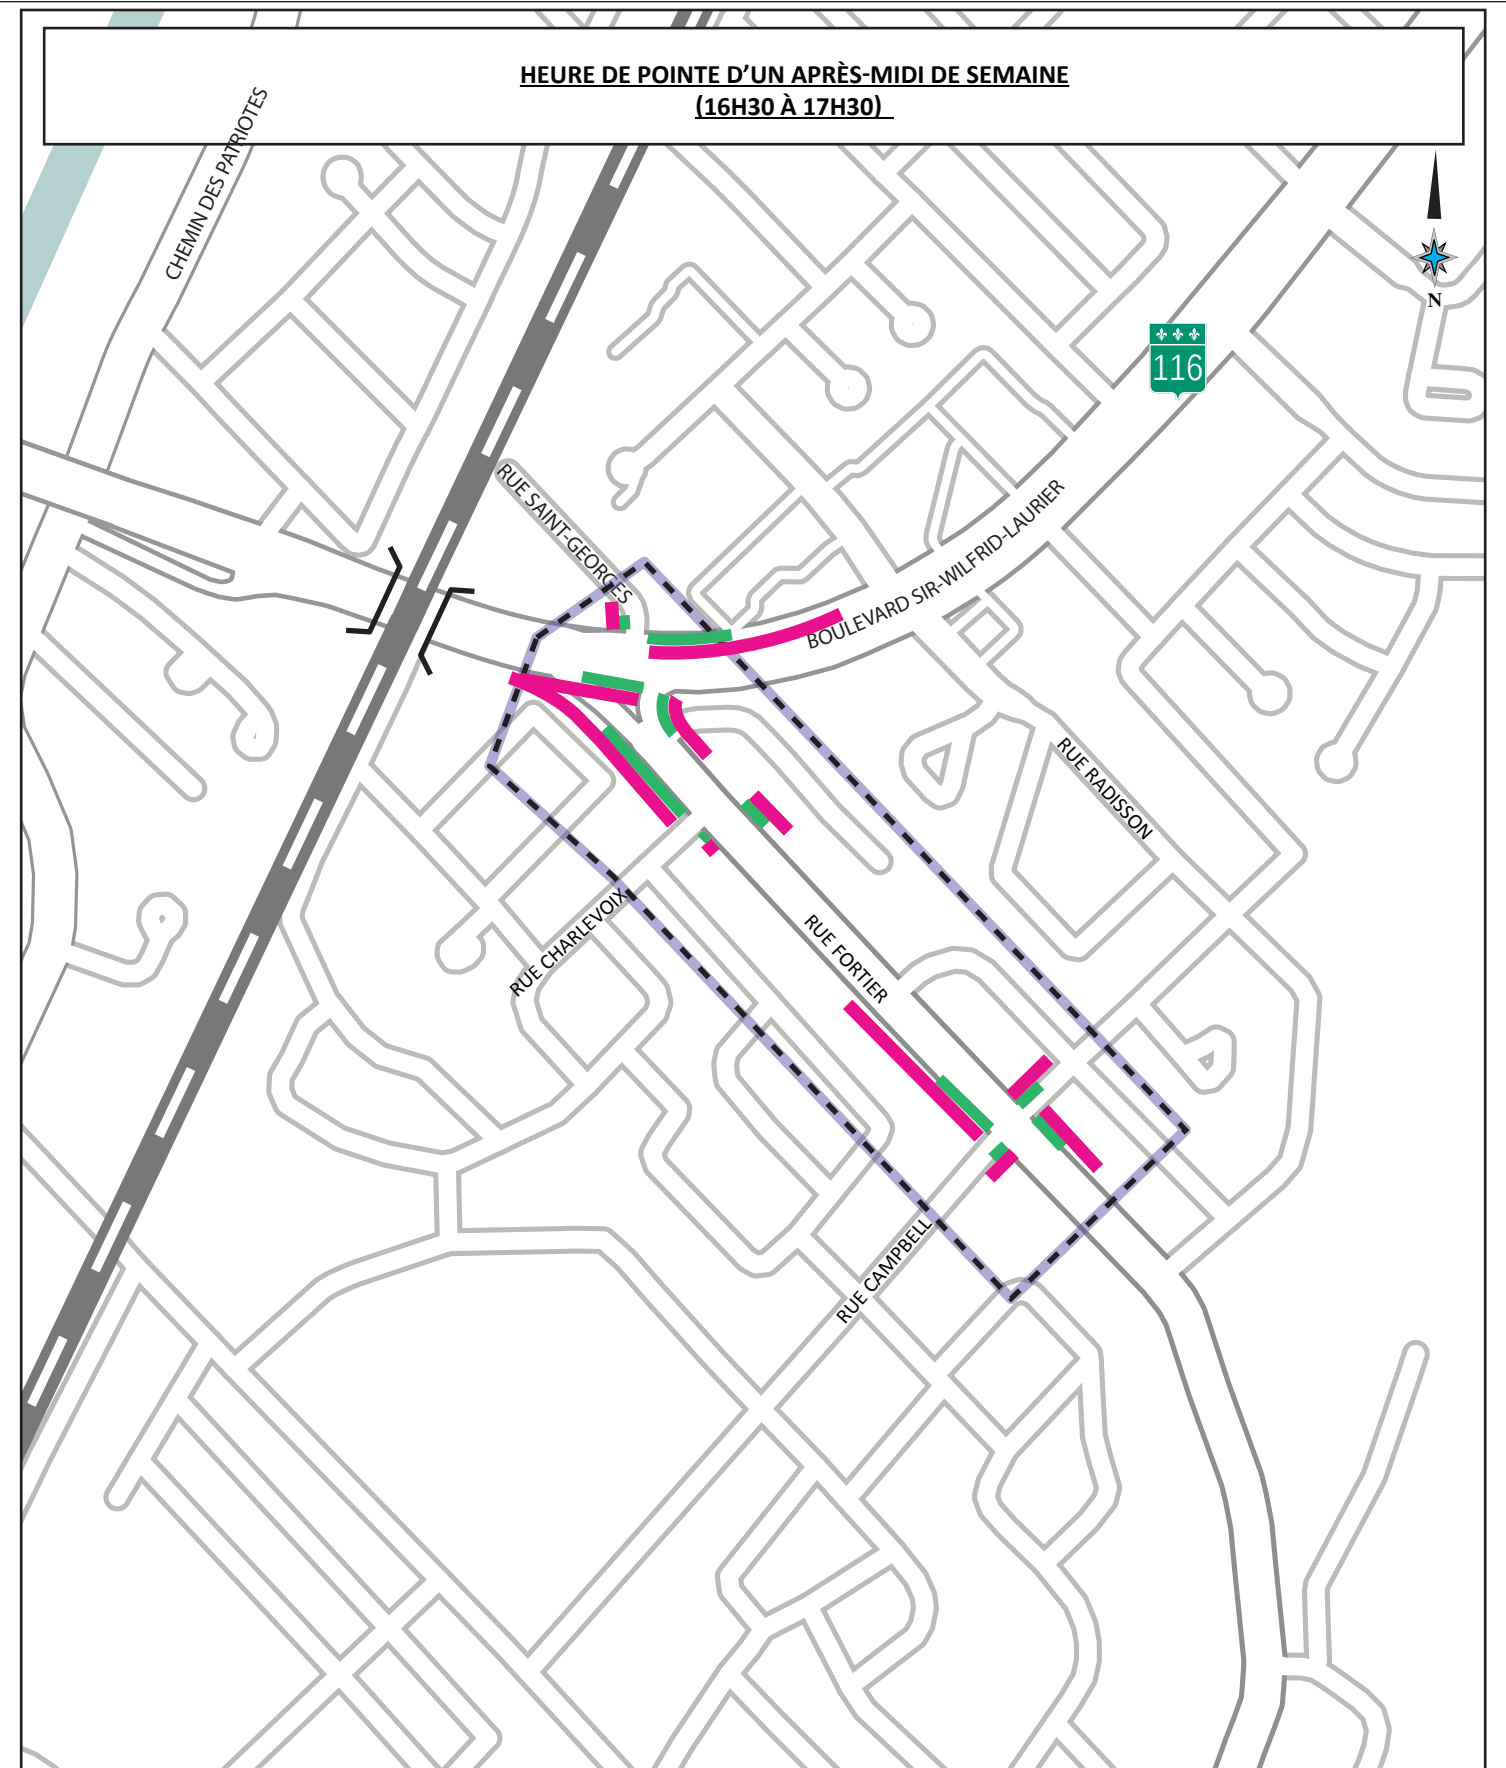 HEURE DE POINTE D’UN APRÈS-MIDI DE SEMAINE
(16H30 À 17H30)
CHEMIN DES PATRIOTES
N
116
RUE SAINT-GEORGES
BOULEVARD SIR-WILFRID-LAURIER
RUE RADISSON
RUE CHARLEVOIX
RUE FORTIER
RUE CAMPBELL